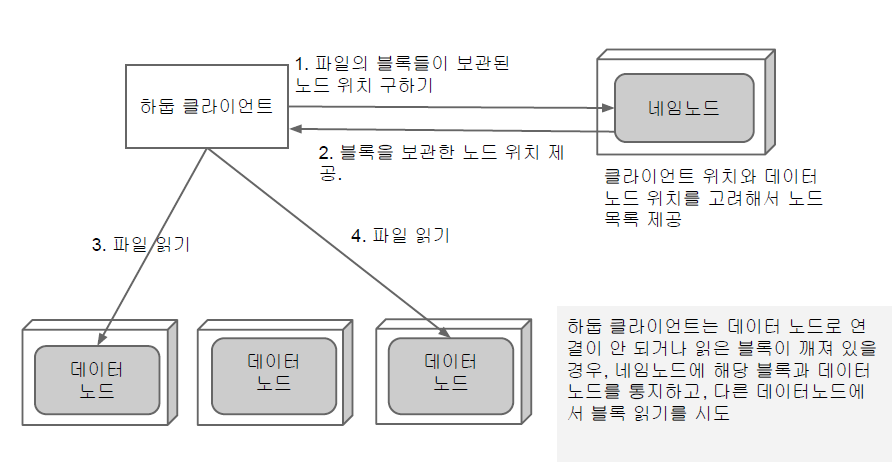 1. 파일의 블록들이 보관된
노드 위치 구하기
하둡 클라이언트
네임노드
2. 블록을 보관한 노드 위치 제
공.
클라이언트 위치와 데이터
노드 위치를 고려해서 노드
목록 제공
3. 파일 읽기
4. 파일 읽기
데이터
노드
데이터
노드
데이터
노드
하둡 클라이언트는 데이터 노드로 연
결이 안 되거나 읽은 블록이 깨져 있을
경우, 네임노드에 해당 블록과 데이터
노드를 통지하고, 다른 데이터노드에
서 블록 읽기를 시도